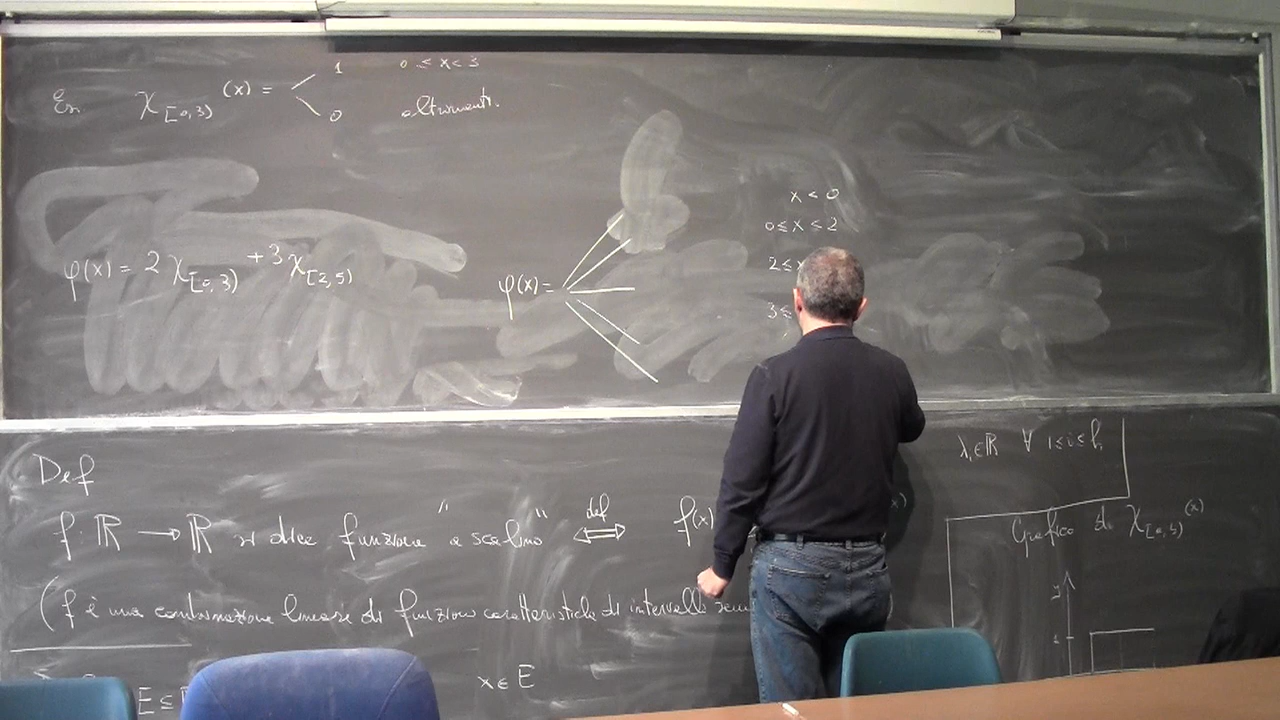 Es. χ[0,3) (x) = 1 0 ≤ x < 3
0 altrimenti.
x < 0
0 ≤ x ≤ 2
φ(x) = 2 χ[0,3) + 3 χ[2,5)
φ(x) =
2 ≤ x
3 ≤
λi ∈ ℝ ∀ 1 ≤ i ≤ h
Def
f: ℝ → ℝ si dice funzione "a scalino" ⇔ def f(x)
Grafico di χ[0,3) (x)
(f è una combinazione lineare di funzioni caratteristiche di intervalli
y
1
E ⊆
x ∈ E